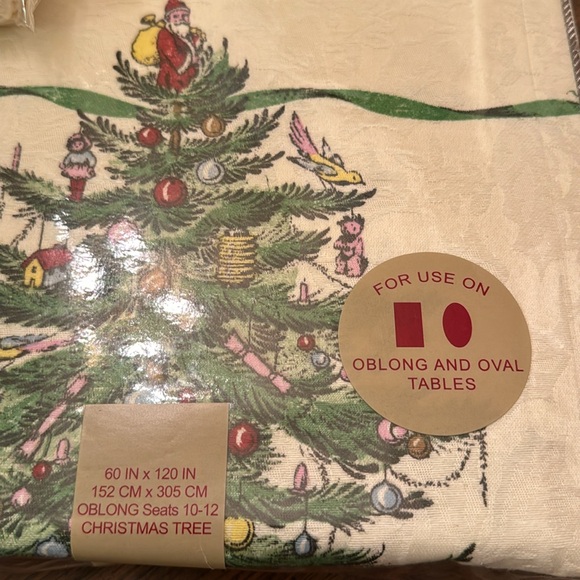 FOR USE ON
OBLONG AND OVAL
TABLES
60 IN x 120 IN
152 CM x 305 CM
OBLONG Seats 10-12
CHRISTMAS TREE